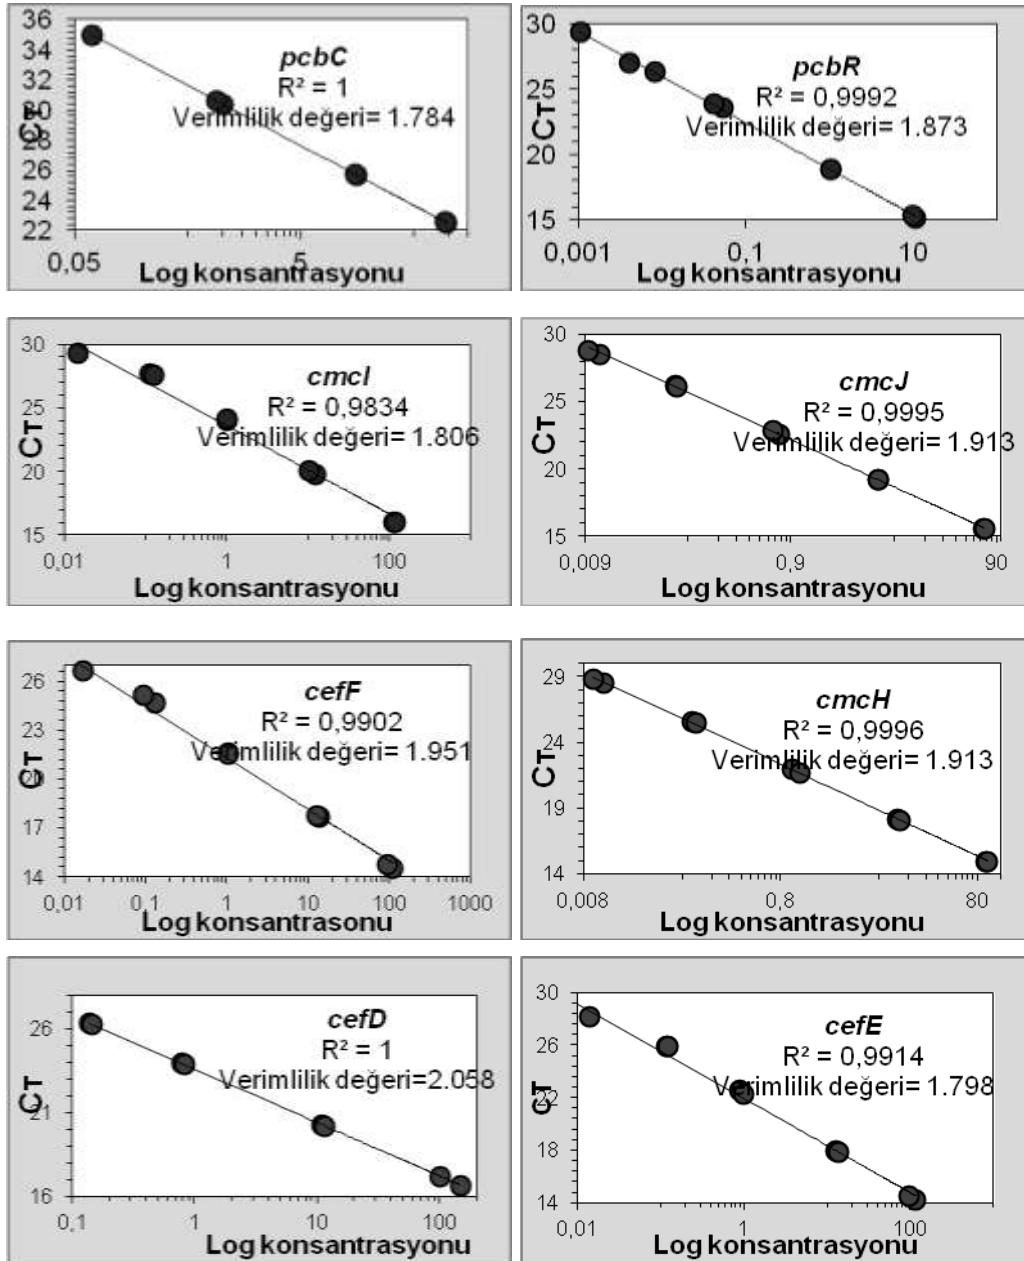 36
34
32
30
28
26
24
22
CT
pcbC
R² = 1
Verimlilik değeri= 1.784
0,05
5
Log konsantrasyonu
30
25
20
15
CT
pcbR
R² = 0,9992
Verimlilik değeri= 1.873
0,001
0,1
10
Log konsantrasyonu
30
25
20
15
CT
cmcI
R² = 0,9834
Verimlilik değeri= 1.806
0,01
1
100
Log konsantrasyonu
30
25
20
15
CT
cmcJ
R² = 0,9995
Verimlilik değeri= 1.913
0,009
0,9
90
Log konsantrasyonu
26
23
20
17
14
CT
cefF
R² = 0,9902
Verimlilik değeri= 1.951
0,01
0,1
1
10
100
1000
Log konsantrasonu
29
24
19
14
CT
cmcH
R² = 0,9996
Verimlilik değeri= 1.913
0,008
0,8
80
Log konsantrasyonu
26
21
16
CT
cefD
R² = 1
Verimlilik değeri=2.058
0,1
1
10
100
Log konsantrasyonu
30
26
22
18
14
CT
cefE
R² = 0,9914
Verimlilik değeri= 1.798
0,01
1
100
Log konsantrasyonu